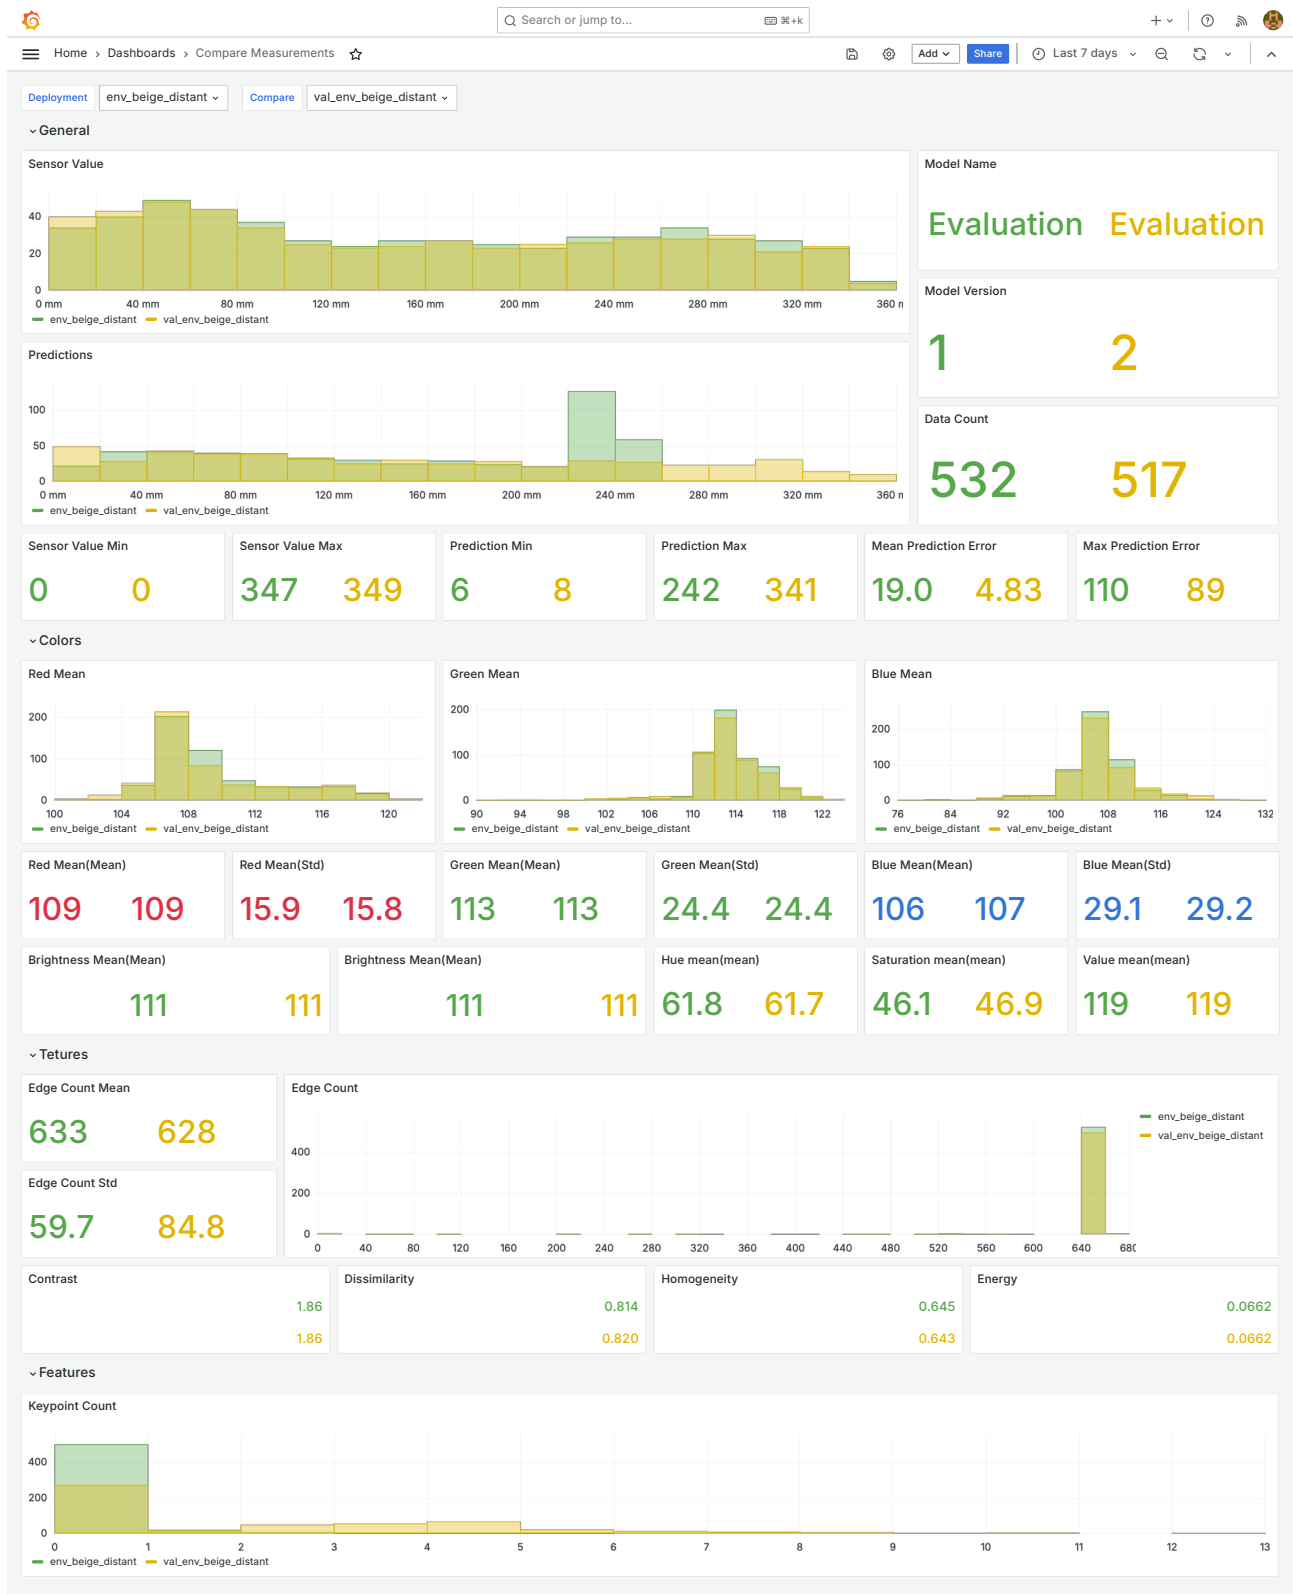 Search or jump to... ⌘+k
Home › Dashboards › Compare Measurements Add Share Last 7 days
Deployment env_beige_distant Compare val_env_beige_distant
General
Sensor Value
40
20
0
0 mm 40 mm 80 mm 120 mm 160 mm 200 mm 240 mm 280 mm 320 mm 360 m
env_beige_distant val_env_beige_distant
Model Name
Evaluation Evaluation
Model Version
1 2
Predictions
100
50
0
0 mm 40 mm 80 mm 120 mm 160 mm 200 mm 240 mm 280 mm 320 mm 360 m
env_beige_distant val_env_beige_distant
Data Count
532 517
Sensor Value Min
0 0
Sensor Value Max
347 349
Prediction Min
6 8
Prediction Max
242 341
Mean Prediction Error
19.0 4.83
Max Prediction Error
110 89
Colors
Red Mean
200
100
0
100 104 108 112 116 120
env_beige_distant val_env_beige_distant
Green Mean
200
100
0
90 94 98 102 106 110 114 118 122
env_beige_distant val_env_beige_distant
Blue Mean
200
100
0
76 84 92 100 108 116 124 132
env_beige_distant val_env_beige_distant
Red Mean(Mean)
109 109
Red Mean(Std)
15.9 15.8
Green Mean(Mean)
113 113
Green Mean(Std)
24.4 24.4
Blue Mean(Mean)
106 107
Blue Mean(Std)
29.1 29.2
Brightness Mean(Mean)
111 111
Brightness Mean(Mean)
111 111
Hue mean(mean)
61.8 61.7
Saturation mean(mean)
46.1 46.9
Value mean(mean)
119 119
Tetures
Edge Count Mean
633 628
Edge Count Std
59.7 84.8
Edge Count
400
200
0
0 40 80 120 160 200 240 280 320 360 400 440 480 520 560 600 640 680
env_beige_distant
val_env_beige_distant
Contrast
1.86
1.86
Dissimilarity
0.814
0.820
Homogeneity
0.645
0.643
Energy
0.0662
0.0662
Features
Keypoint Count
400
200
0
0 1 2 3 4 5 6 7 8 9 10 11 12 13
env_beige_distant val_env_beige_distant